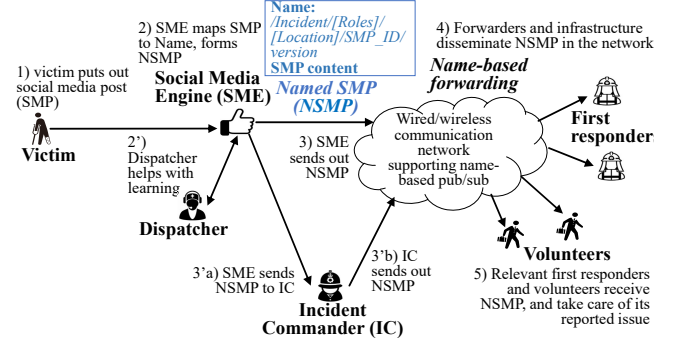 Name:
/Incident/[Roles]/
[Location]/SMP_ID/
version
SMP content
2) SME maps SMP
to Name, forms
NSMP
4) Forwarders and infrastructure
disseminate NSMP in the network
1) victim puts out
social media post
(SMP)
Social Media
Engine (SME)
Named SMP
(NSMP)
Name-based
forwarding
First
responder
Victim
2')
Dispatcher
helps with
learning
3) SME
sends out
NSMP
Wired/wireless
communication
network
supporting name-
based pub/sub
Dispatcher
Volunteers
3'a) SME sends
NSMP to IC
3'b) IC
sends out
NSMP
5) Relevant first responders
and volunteers receive
NSMP, and take care of its
reported issue
Incident
Commander (IC)